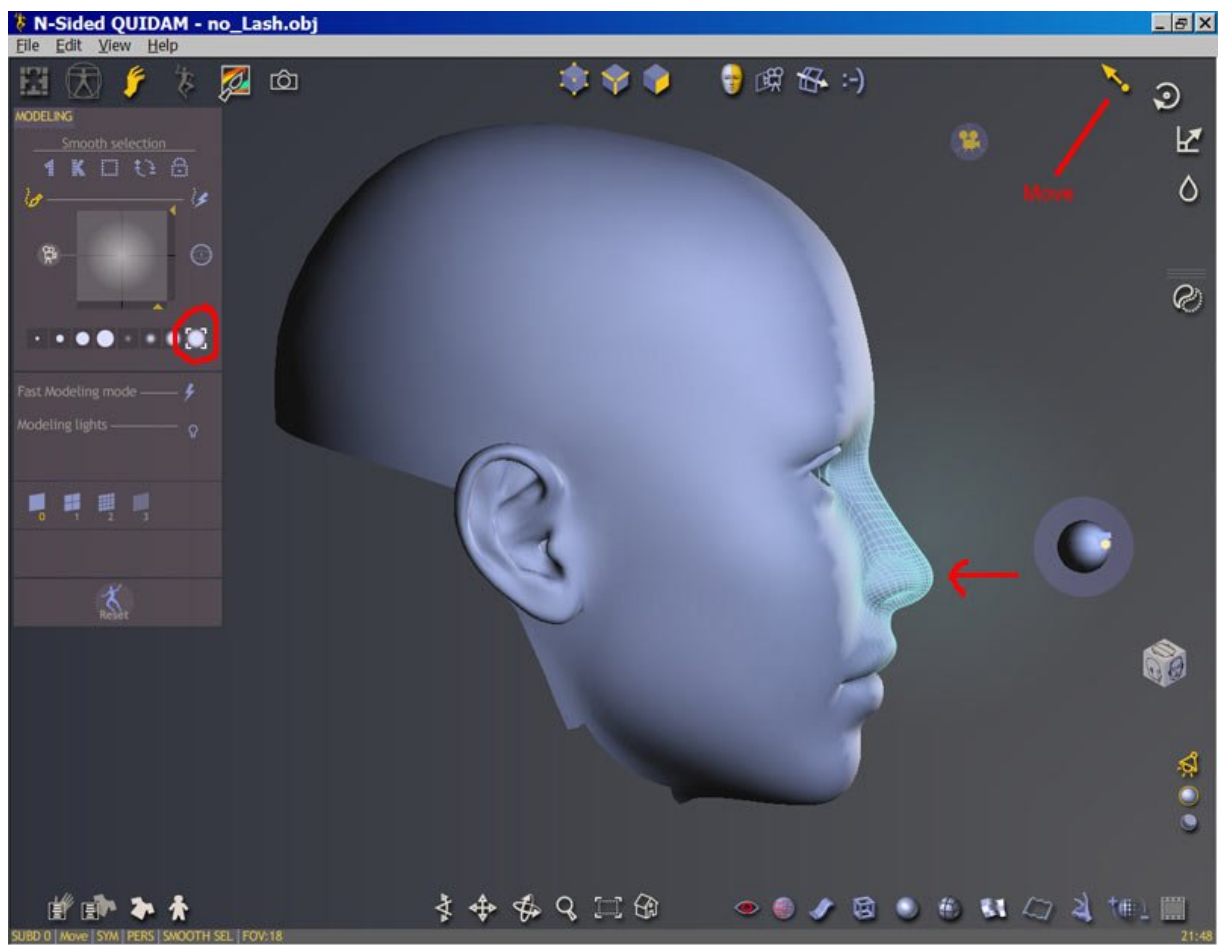 N-Sided QUIDAM - no_Lash.obj
File Edit View Help
MODELING
Smooth selection
K
:-)
Move
Fast Modeling mode
Modeling lights
0 1 2 3
Reset
SUBD 0 | Move | SYM | PERS | SMOOTH SEL | FOV:18
21:48